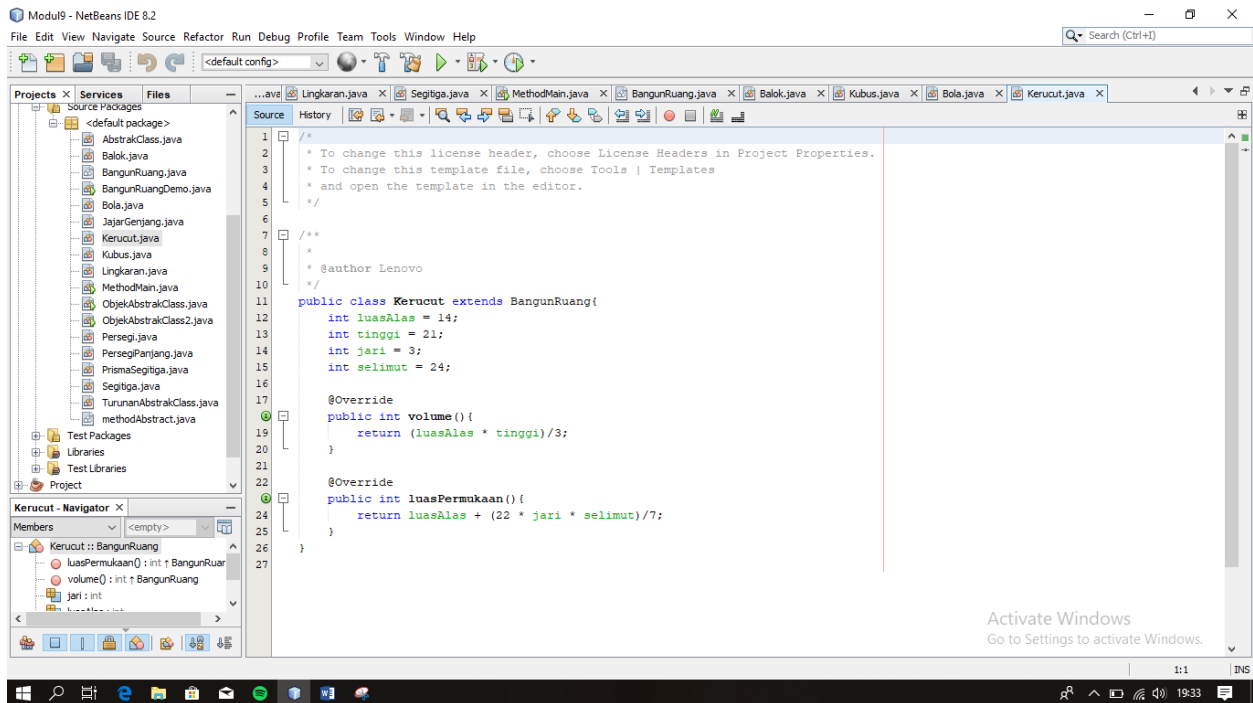 Modul9 - NetBeans IDE 8.2
File Edit View Navigate Source Refactor Run Debug Profile Team Tools Window Help
Search (Ctrl+I)
<default config>
Projects Services Files
...ava Lingkaran.java Segitiga.java MethodMain.java BangunRuang.java Balok.java Kubus.java Bola.java Kerucut.java
Source History
Source Packages
<default package>
AbstrakClass.java
Balok.java
BangunRuang.java
BangunRuangDemo.java
Bola.java
JajarGenjang.java
Kerucut.java
Kubus.java
Lingkaran.java
MethodMain.java
ObjekAbstrakClass.java
ObjekAbstrakClass2.java
Persegi.java
PersegiPanjang.java
PrismaSegitiga.java
Segitiga.java
TurunanAbstrakClass.java
methodAbstract.java
Test Packages
Libraries
Test Libraries
Project
Kerucut - Navigator
Members <empty>
Kerucut :: BangunRuang
luasPermukaan() : int ↑ BangunRuar
volume() : int ↑ BangunRuang
jari : int
1 /*
2 * To change this license header, choose License Headers in Project Properties.
3 * To change this template file, choose Tools | Templates
4 * and open the template in the editor.
5 */
6
7 /**
8 *
9 * @author Lenovo
10 */
11 public class Kerucut extends BangunRuang{
12 int luasAlas = 14;
13 int tinggi = 21;
14 int jari = 3;
15 int selimut = 24;
16
17 @Override
public int volume(){
19 return (luasAlas * tinggi)/3;
20 }
21
22 @Override
public int luasPermukaan(){
24 return luasAlas + (22 * jari * selimut)/7;
25 }
26 }
27
Activate Windows
Go to Settings to activate Windows.
1:1 INS
19:33